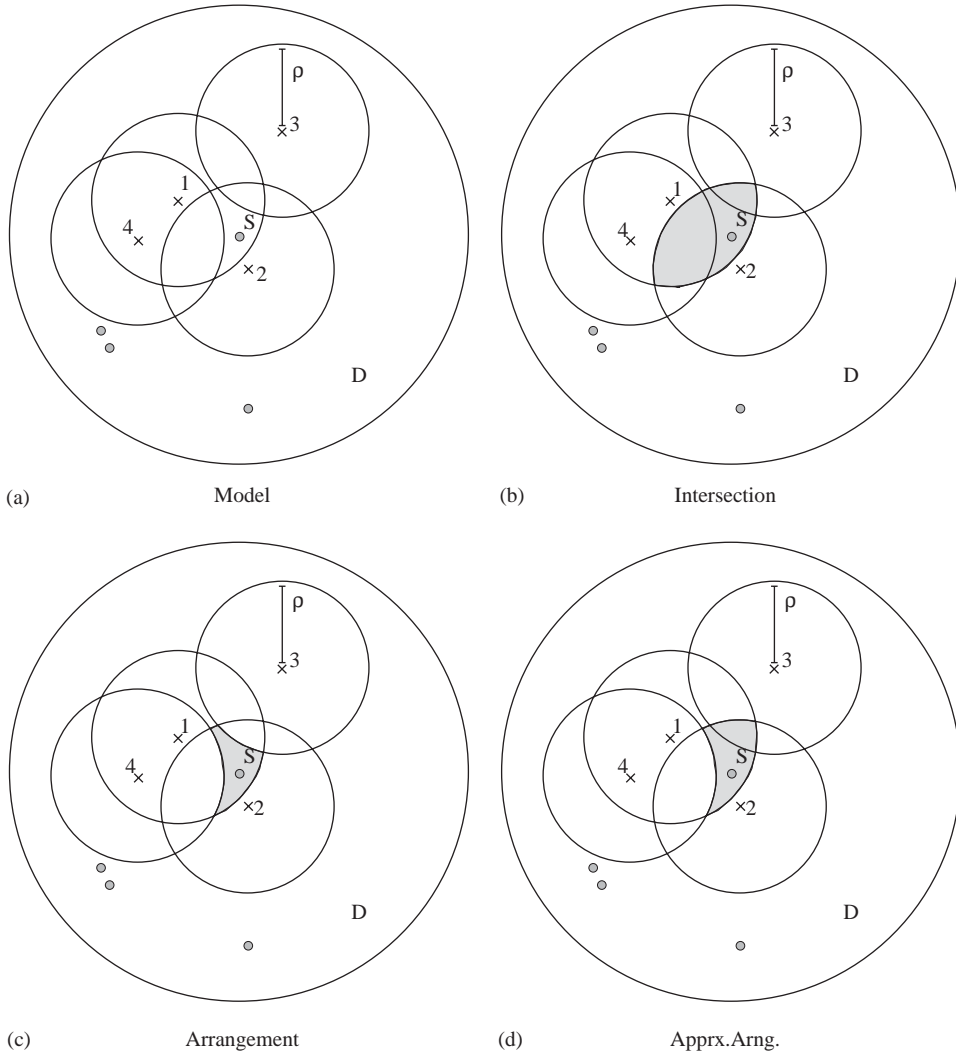 ρ
3
1
4
S
2
D
(a) Model
ρ
3
1
4
S
2
D
(b) Intersection
ρ
3
1
4
S
2
D
(c) Arrangement
ρ
3
1
4
S
2
D
(d) Apprx.Arng.